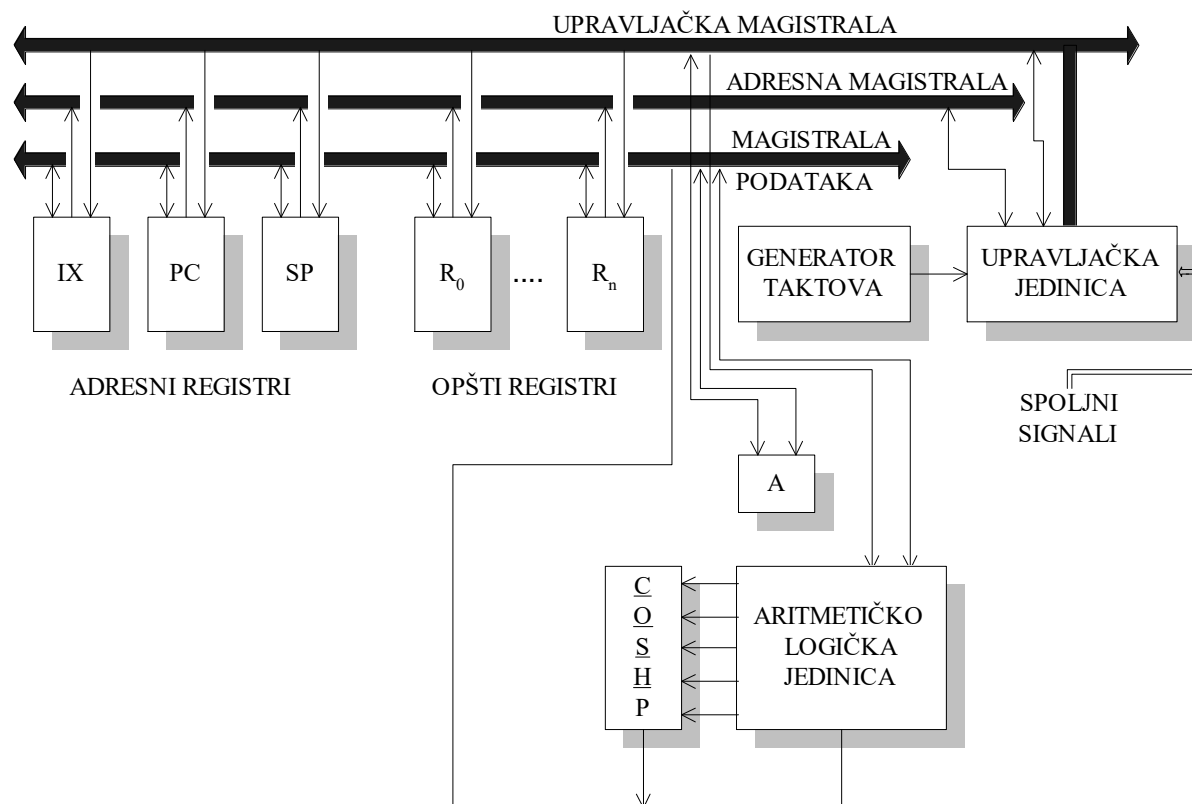 UPRAVLJAČKA MAGISTRALA
ADRESNA MAGISTRALA
MAGISTRALA
PODATAKA
IX
PC
SP
R0
....
Rn
GENERATOR
TAKTOVA
UPRAVLJAČKA
JEDINICA
ADRESNI REGISTRI
OPŠTI REGISTRI
SPOLJNI
SIGNALI
A
C
O
S
H
P
ARITMETIČKO
LOGIČKA
JEDINICA